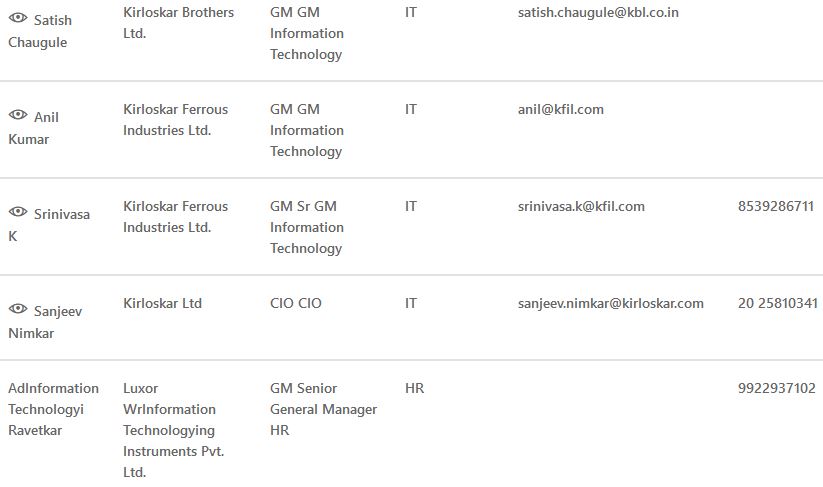 Satish Chaugule
Kirloskar Brothers Ltd.
GM GM Information Technology
IT
satish.chaugule@kbl.co.in
Anil Kumar
Kirloskar Ferrous Industries Ltd.
GM GM Information Technology
IT
anil@kfil.com
Srinivasa K
Kirloskar Ferrous Industries Ltd.
GM Sr GM Information Technology
IT
srinivasa.k@kfil.com
8539286711
Sanjeev Nimkar
Kirloskar Ltd
CIO CIO
IT
sanjeev.nimkar@kirloskar.com
20 25810341
AdInformation Technologyi Ravetkar
Luxor WrInformation Technologying Instruments Pvt. Ltd.
GM Senior General Manager HR
HR
9922937102